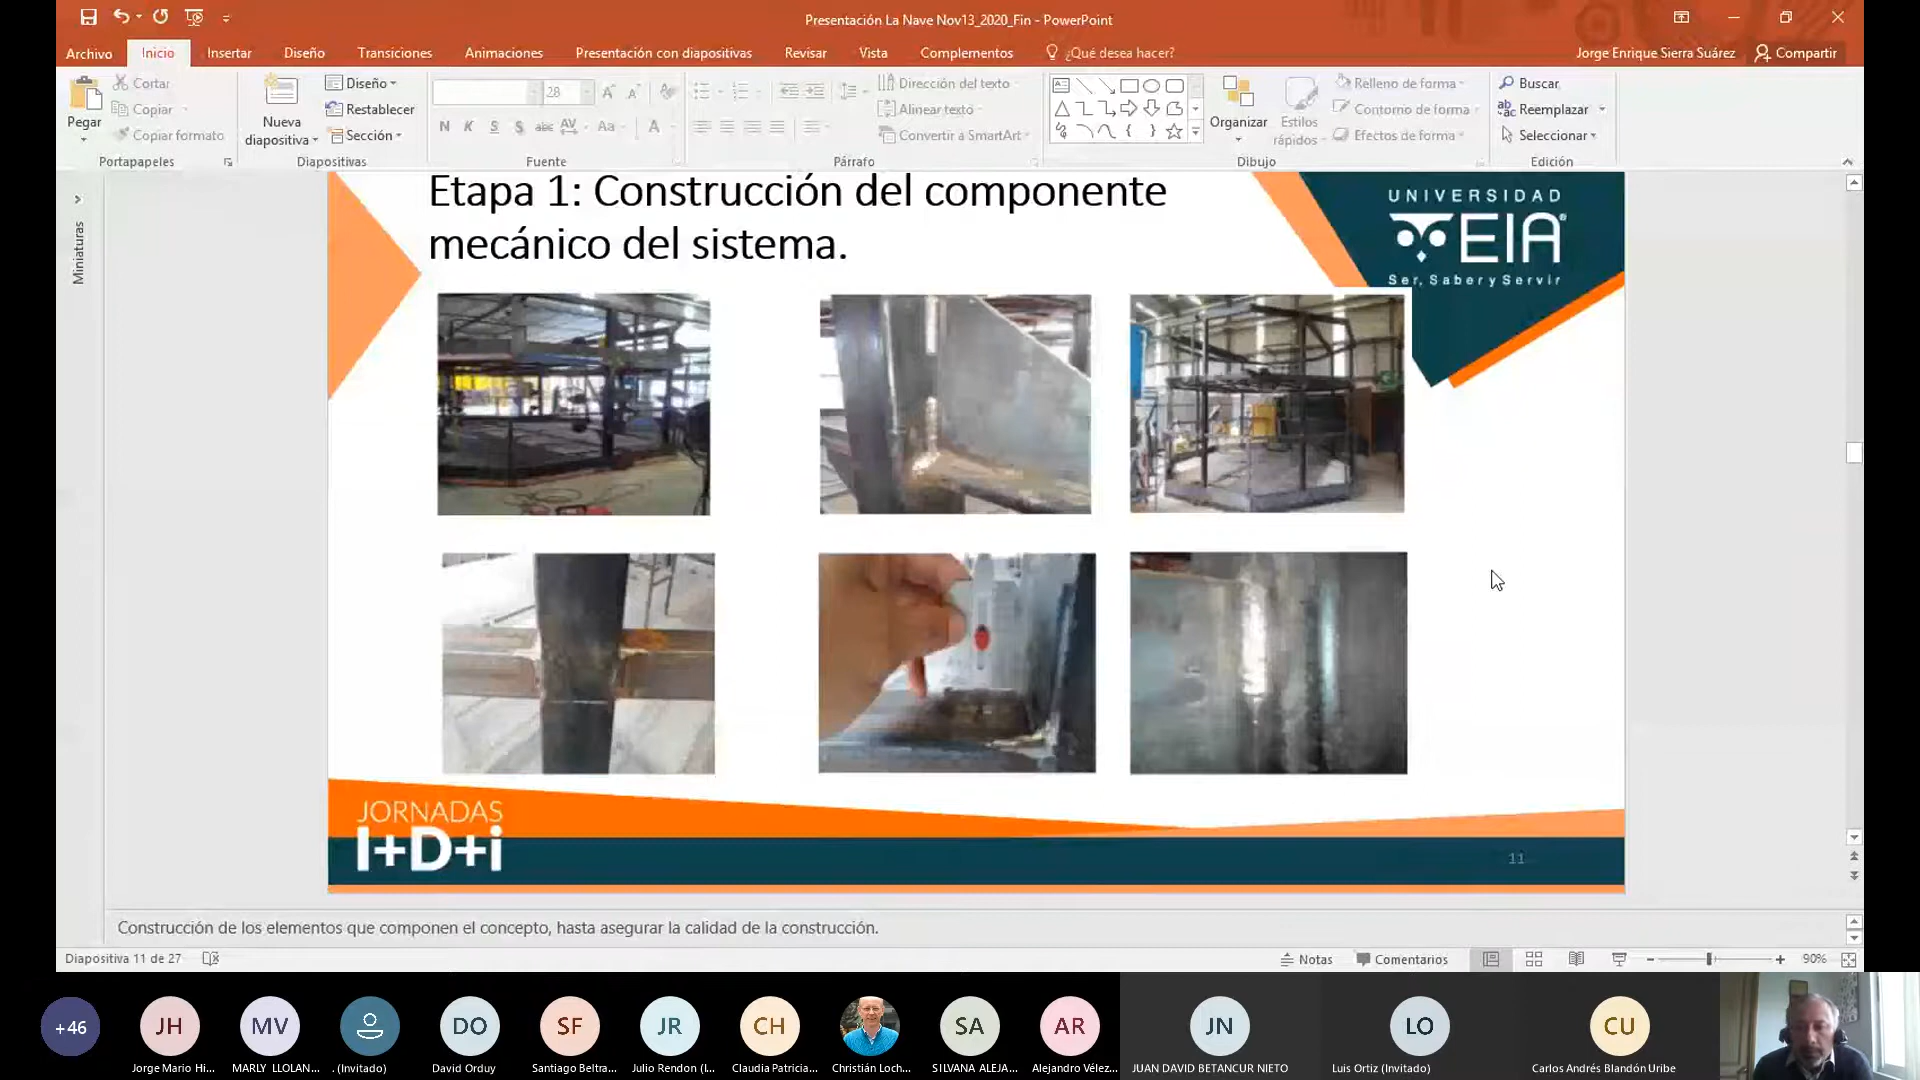 Presentación La Nave Nov13_2020_Fin - PowerPoint
Archivo Inicio Insertar Diseño Transiciones Animaciones Presentación con diapositivas Revisar Vista Complementos ¿Qué desea hacer? Jorge Enrique Sierra Suárez Compartir
Pegar
Cortar
Copiar
Copiar formato
Portapapeles
Nueva
diapositiva
Diseño
Restablecer
Sección
Diapositivas
28
N K S S abc AV Aa A
Fuente
Dirección del texto
Alinear texto
Convertir a SmartArt
Párrafo
Organizar
Estilos
rápidos
Relleno de forma
Contorno de forma
Efectos de forma
Dibujo
Buscar
Reemplazar
Seleccionar
Edición
Miniaturas
Etapa 1: Construcción del componente
mecánico del sistema.
UNIVERSIDAD
EIA
Ser, Saber y Servir
JORNADAS
I+D+i
11
Construcción de los elementos que componen el concepto, hasta asegurar la calidad de la construcción.
Diapositiva 11 de 27
Notas Comentarios 90%
+46 JH MV DO SF JR CH SA AR JN LO CU
Jorge Mario Hi... MARLY LLOLAN... . (Invitado) David Orduy Santiago Beltra... Julio Rendon (I... Claudia Patricia... Christián Loch... SILVANA ALEJA... Alejandro Vélez... JUAN DAVID BETANCUR NIETO Luis Ortiz (Invitado) Carlos Andrés Blandón Uribe